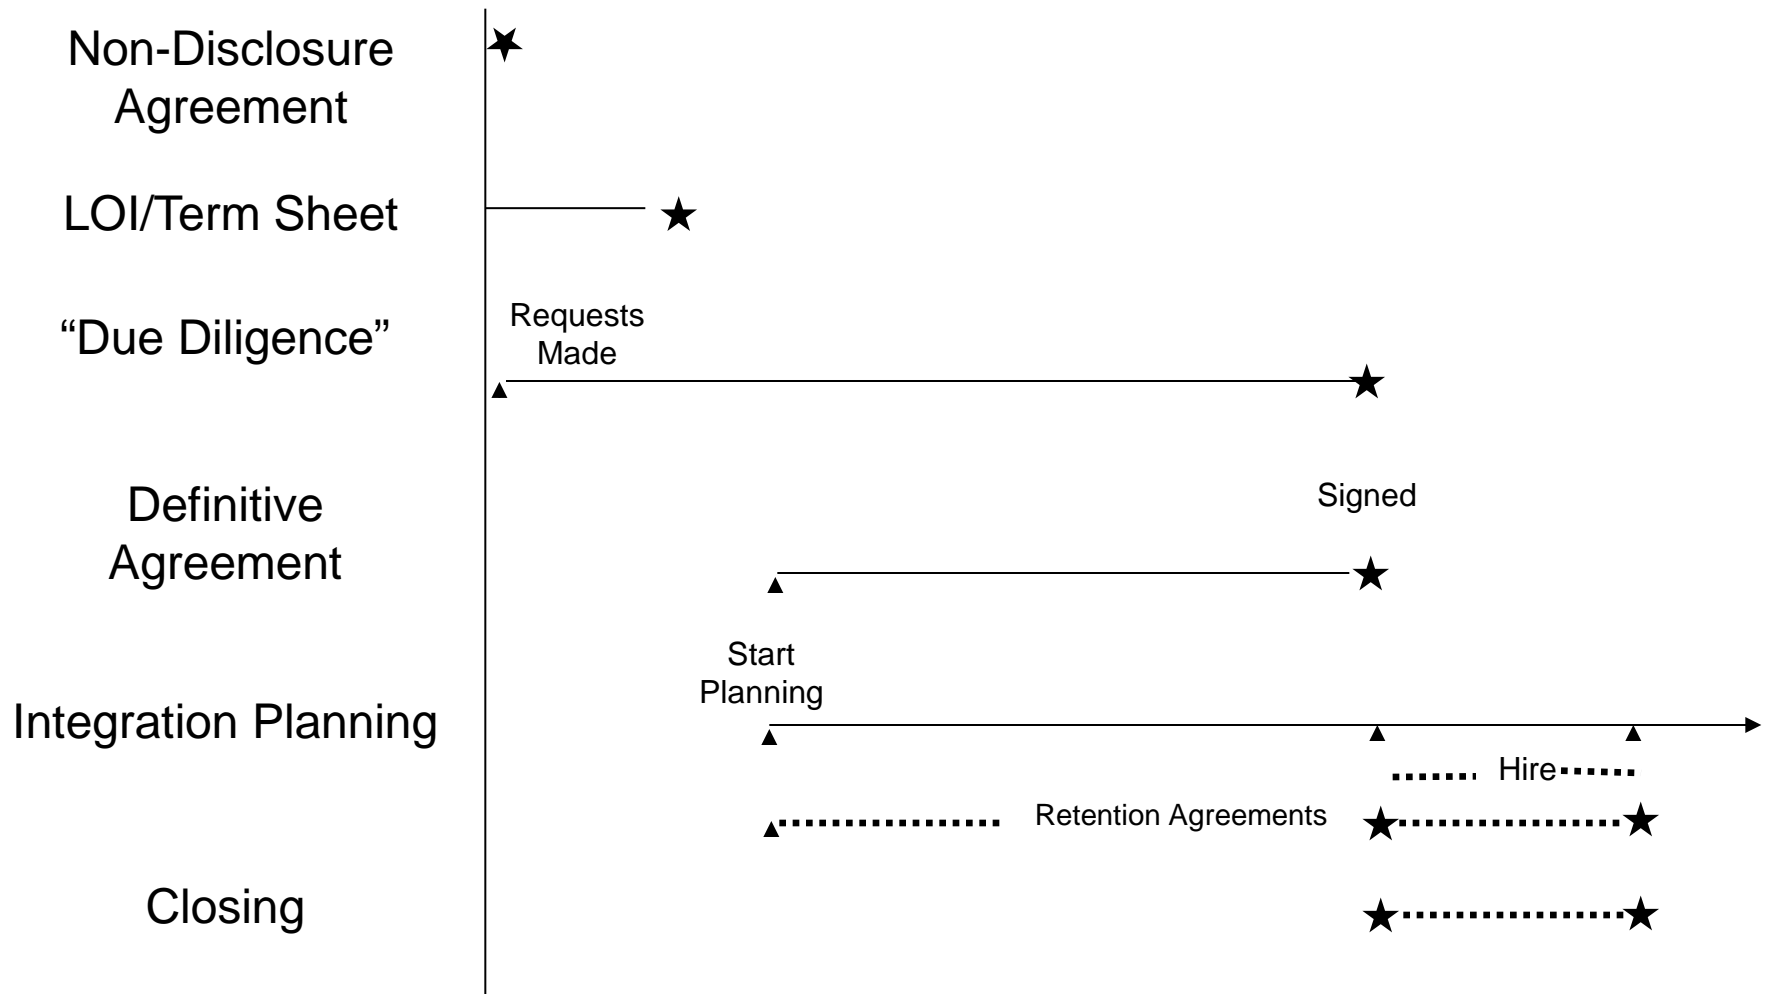 Non-Disclosure
Agreement
LOI/Term Sheet
“Due Diligence”
Requests
Made
Definitive
Agreement
Signed
Start
Planning
Integration Planning
Hire
Retention Agreements
Closing